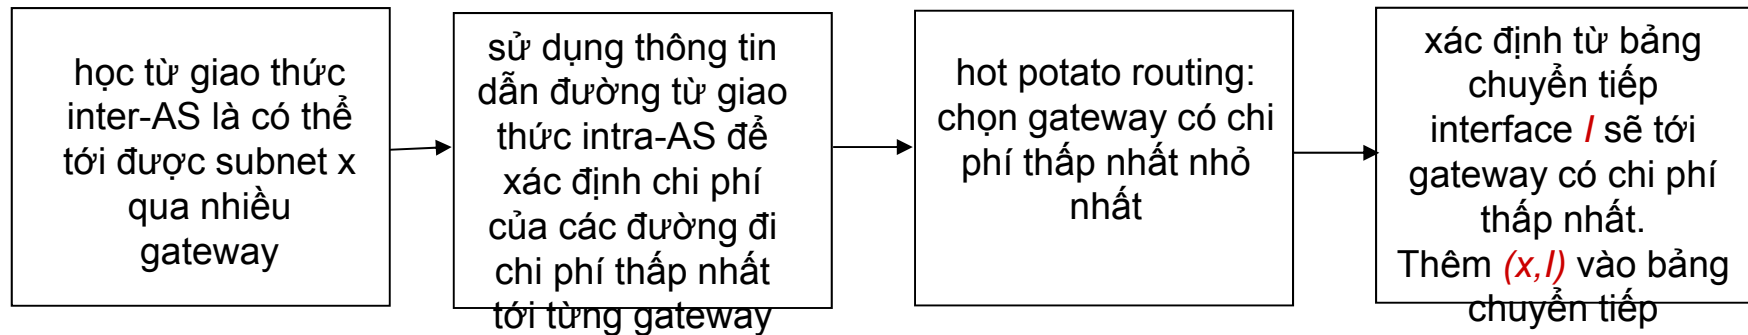 học từ giao thức
inter-AS là có thể
tới được subnet x
qua nhiều
gateway
sử dụng thông tin
dẫn đường từ giao
thức intra-AS để
xác định chi phí
của các đường đi
chi phí thấp nhất
tới từng gateway
hot potato routing:
chọn gateway có chi
phí thấp nhất nhỏ
nhất
xác định từ bảng
chuyển tiếp
interface I sẽ tới
gateway có chi phí
thấp nhất.
Thêm (x,I) vào bảng
chuyển tiếp